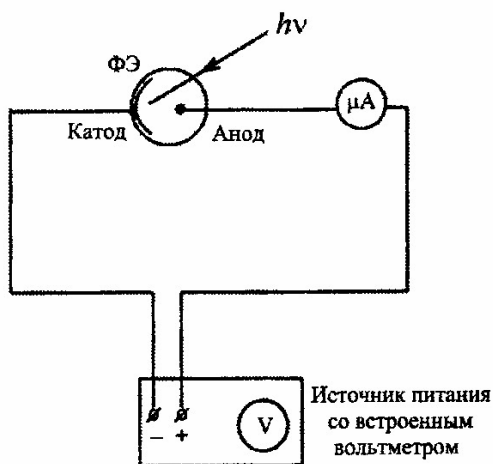 hν
ФЭ
μA
Катод
Анод
Источник питания
со встроенным
вольтметром
V
– +